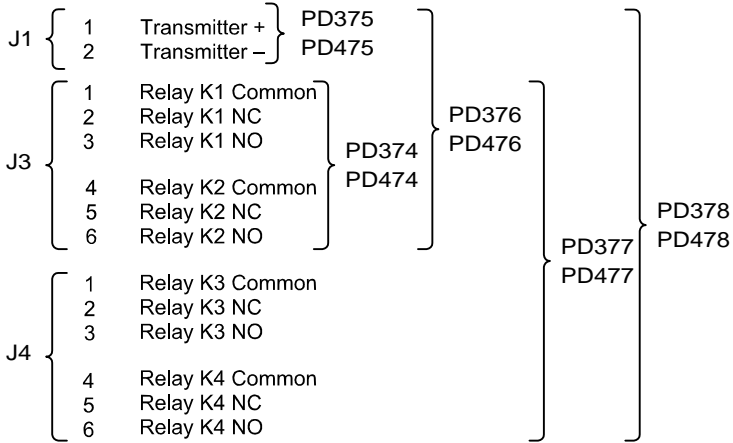 J1
1 Transmitter +
2 Transmitter –
PD375
PD475
J3
1 Relay K1 Common
2 Relay K1 NC
3 Relay K1 NO
4 Relay K2 Common
5 Relay K2 NC
6 Relay K2 NO
PD374
PD474
PD376
PD476
J4
1 Relay K3 Common
2 Relay K3 NC
3 Relay K3 NO
4 Relay K4 Common
5 Relay K4 NC
6 Relay K4 NO
PD377
PD477
PD378
PD478